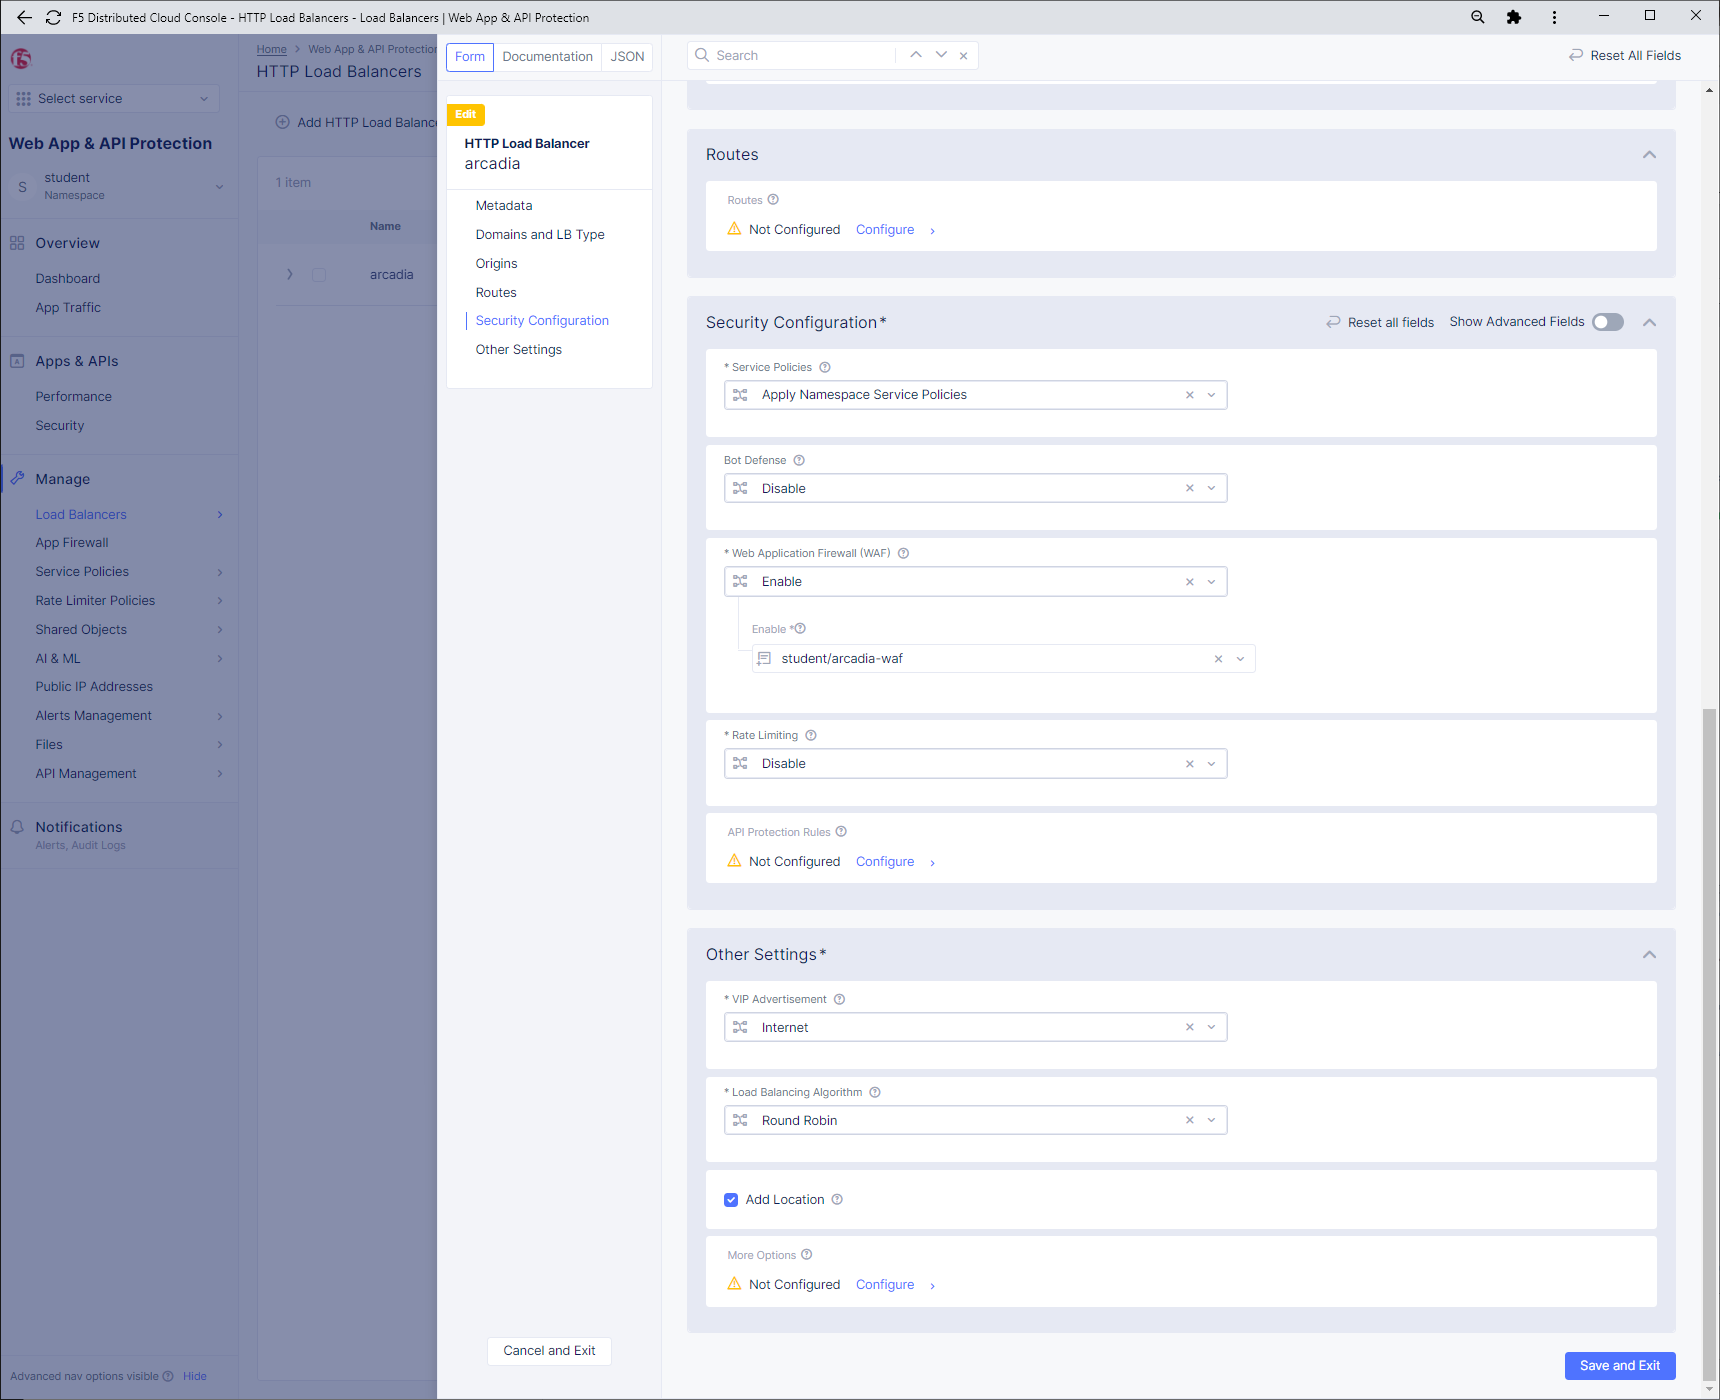 F5 Distributed Cloud Console - HTTP Load Balancers - Load Balancers | Web App & API Protection
f5
Select service
Web App & API Protection
S
student
Namespace
Overview
Dashboard
App Traffic
Apps & APIs
Performance
Security
Manage
Load Balancers
App Firewall
Service Policies
Rate Limiter Policies
Shared Objects
AI & ML
Public IP Addresses
Alerts Management
Files
API Management
Notifications
Alerts, Audit Logs
Advanced nav options visible Hide
Home > Web App & API Protection
HTTP Load Balancers
Add HTTP Load Balance
1 item
Name
arcadia
Form Documentation JSON
Edit
HTTP Load Balancer
arcadia
Metadata
Domains and LB Type
Origins
Routes
Security Configuration
Other Settings
Cancel and Exit
Search
Reset All Fields
Routes
Routes
Not Configured Configure >
Security Configuration*
Reset all fields Show Advanced Fields
* Service Policies
Apply Namespace Service Policies
Bot Defense
Disable
* Web Application Firewall (WAF)
Enable
Enable *
student/arcadia-waf
* Rate Limiting
Disable
API Protection Rules
Not Configured Configure >
Other Settings*
* VIP Advertisement
Internet
* Load Balancing Algorithm
Round Robin
Add Location
More Options
Not Configured Configure >
Save and Exit